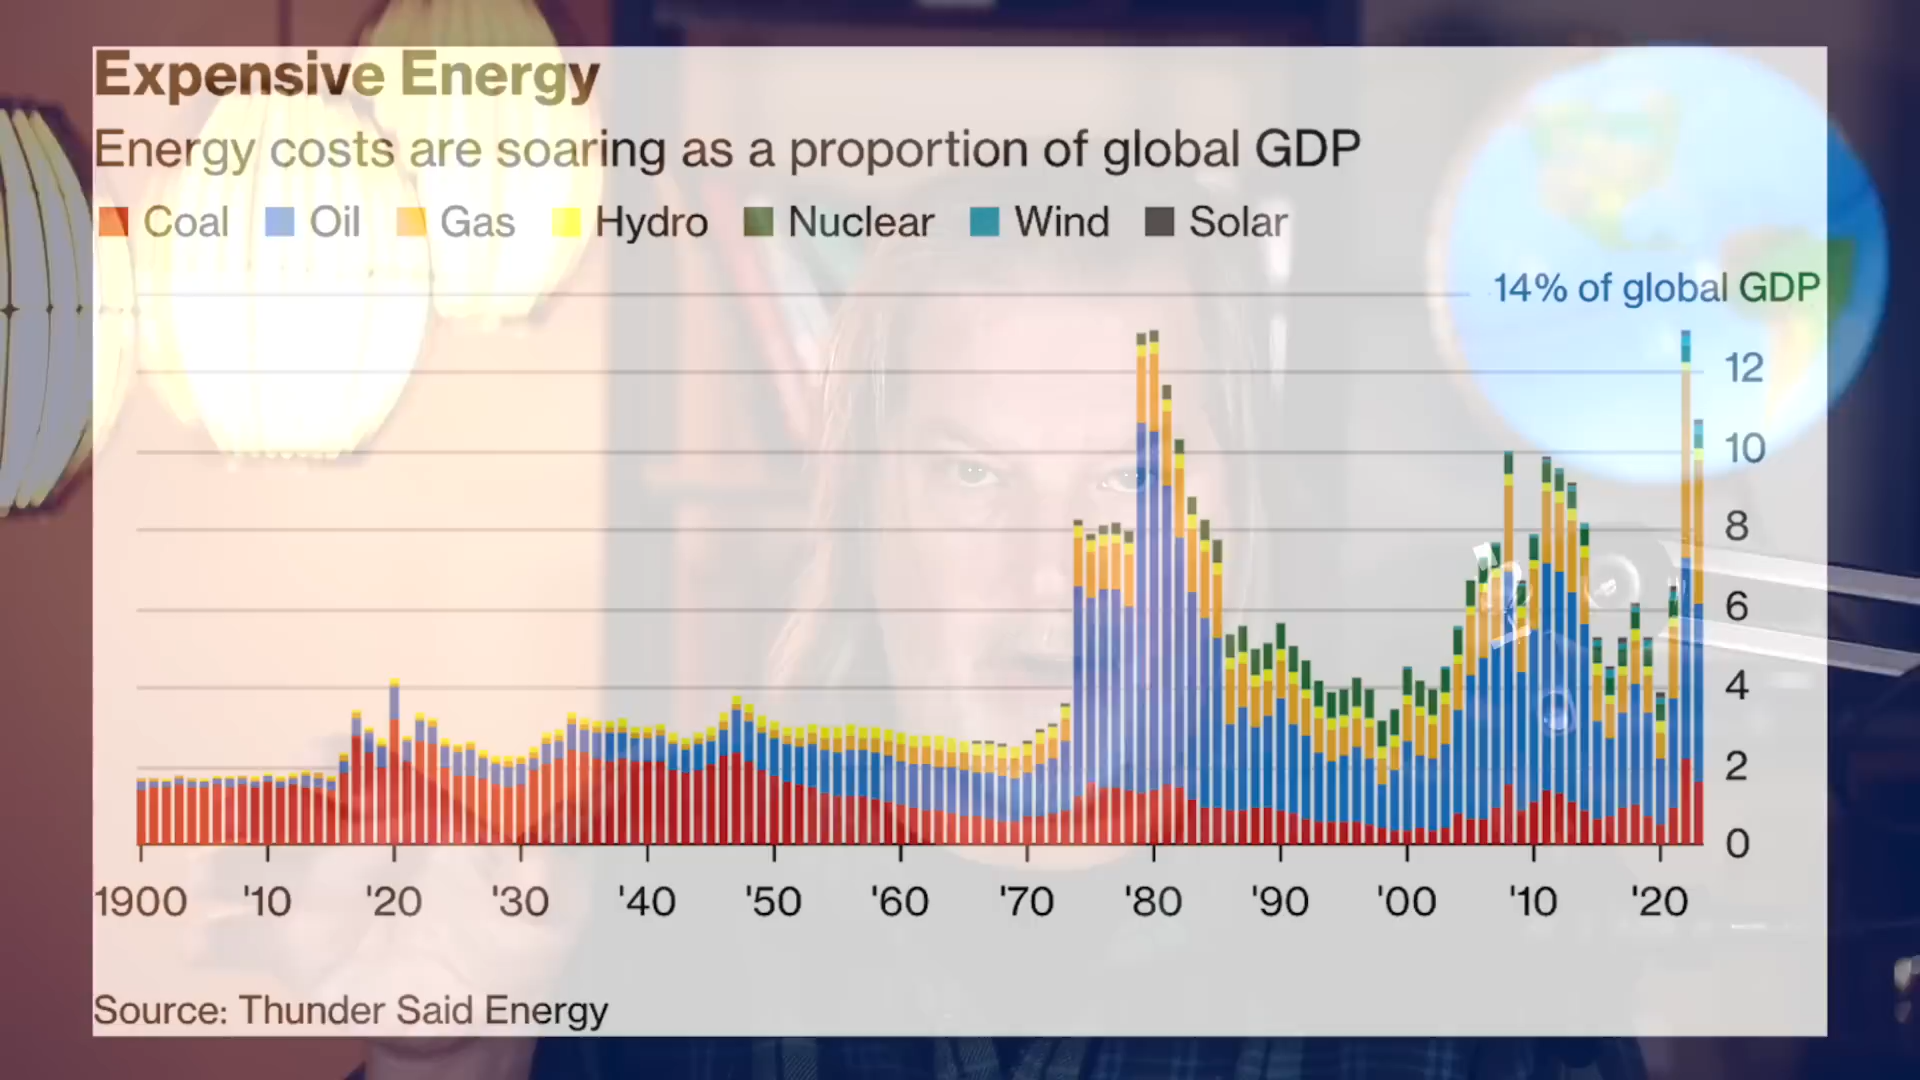 Expensive Energy
Energy costs are soaring as a proportion of global GDP
Coal Oil Gas Hydro Nuclear Wind Solar
14% of global GDP
12
10
8
6
4
2
0
1900 '10 '20 '30 '40 '50 '60 '70 '80 '90 '00 '10 '20
Source: Thunder Said Energy